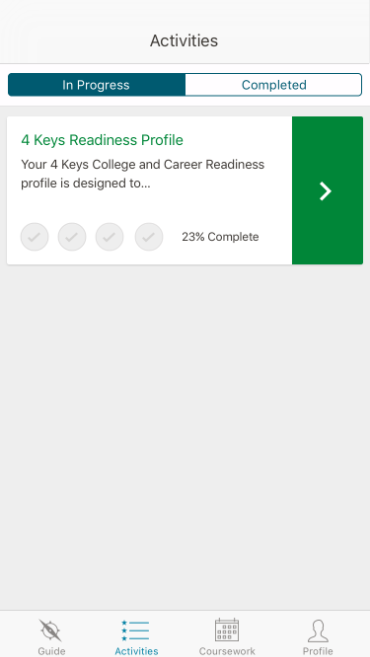 Activities
In Progress
Completed
4 Keys Readiness Profile
Your 4 Keys College and Career Readiness
profile is designed to...
23% Complete
Guide
Activities
Coursework
Profile